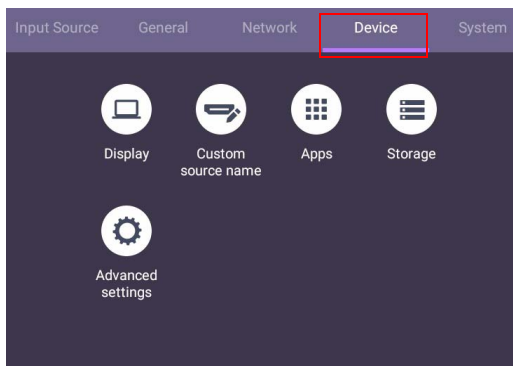 Input Source General Network Device System
Display Custom source name Apps Storage
Advanced settings